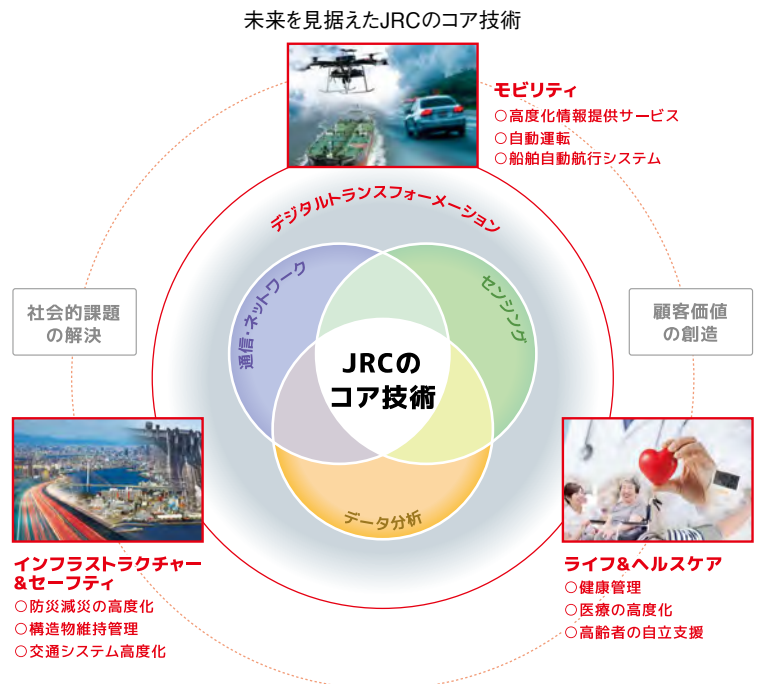 未来を見据えたJRCのコア技術
モビリティ
○高度化情報提供サービス
○自動運転
○船舶自動航行システム
デジタルトランスフォーメーション
通信・ネットワーク
センシング
社会的課題
の解決
顧客価値
の創造
JRCの
コア技術
データ分析
インフラストラクチャー
&セーフティ
○防災減災の高度化
○構造物維持管理
○交通システム高度化
ライフ&ヘルスケア
○健康管理
○医療の高度化
○高齢者の自立支援